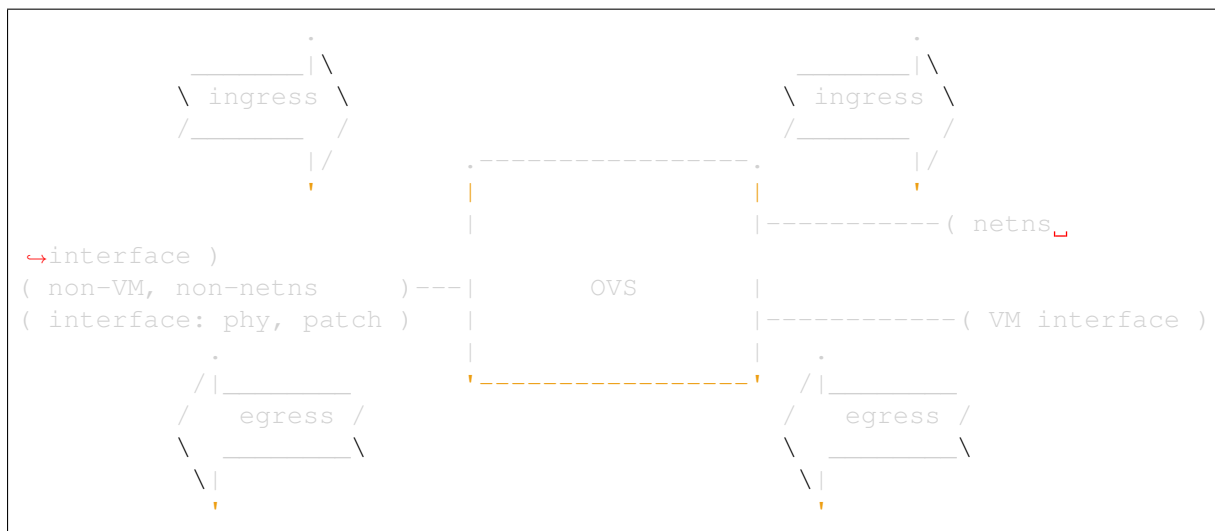 ingress ingress
( netns␣
↪interface )
( non-VM, non-netns )---| OVS
( interface: phy, patch ) ( VM interface )
egress egress